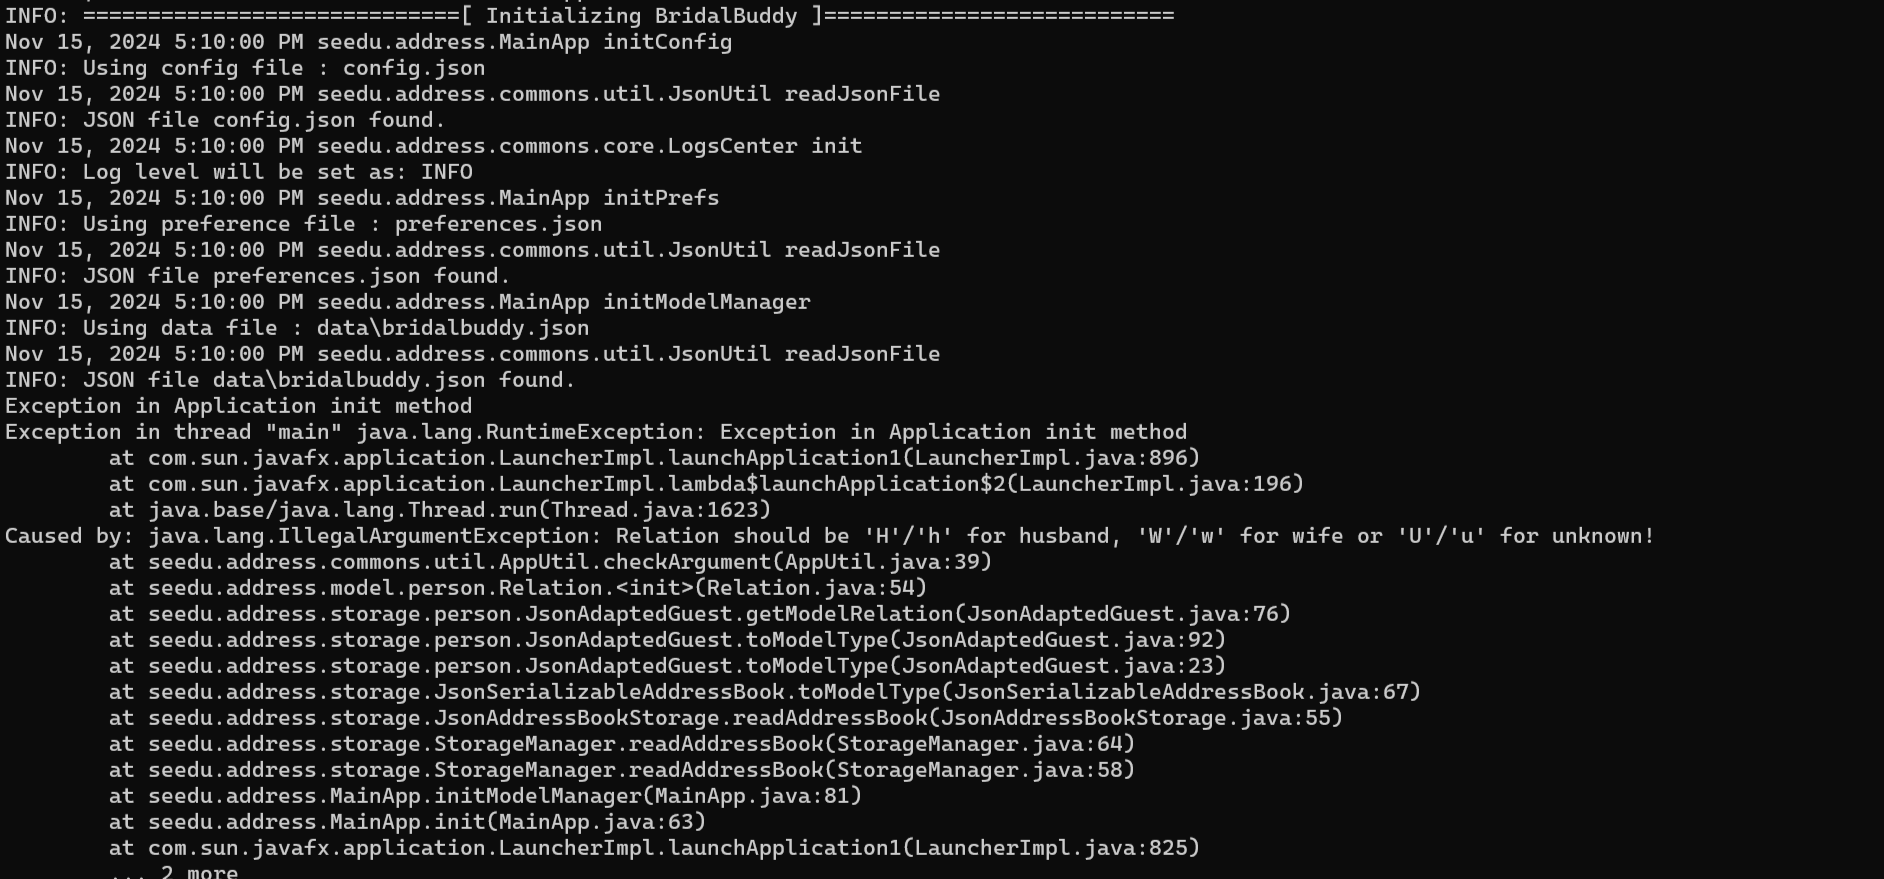 INFO: =============================[ Initializing BridalBuddy ]===========================
Nov 15, 2024 5:10:00 PM seedu.address.MainApp initConfig
INFO: Using config file : config.json
Nov 15, 2024 5:10:00 PM seedu.address.commons.util.JsonUtil readJsonFile
INFO: JSON file config.json found.
Nov 15, 2024 5:10:00 PM seedu.address.commons.core.LogsCenter init
INFO: Log level will be set as: INFO
Nov 15, 2024 5:10:00 PM seedu.address.MainApp initPrefs
INFO: Using preference file : preferences.json
Nov 15, 2024 5:10:00 PM seedu.address.commons.util.JsonUtil readJsonFile
INFO: JSON file preferences.json found.
Nov 15, 2024 5:10:00 PM seedu.address.MainApp initModelManager
INFO: Using data file : data\bridalbuddy.json
Nov 15, 2024 5:10:00 PM seedu.address.commons.util.JsonUtil readJsonFile
INFO: JSON file data\bridalbuddy.json found.
Exception in Application init method
Exception in thread "main" java.lang.RuntimeException: Exception in Application init method
        at com.sun.javafx.application.LauncherImpl.launchApplication1(LauncherImpl.java:896)
        at com.sun.javafx.application.LauncherImpl.lambda$launchApplication$2(LauncherImpl.java:196)
        at java.base/java.lang.Thread.run(Thread.java:1623)
Caused by: java.lang.IllegalArgumentException: Relation should be 'H'/'h' for husband, 'W'/'w' for wife or 'U'/'u' for unknown!
        at seedu.address.commons.util.AppUtil.checkArgument(AppUtil.java:39)
        at seedu.address.model.person.Relation.<init>(Relation.java:54)
        at seedu.address.storage.person.JsonAdaptedGuest.getModelRelation(JsonAdaptedGuest.java:76)
        at seedu.address.storage.person.JsonAdaptedGuest.toModelType(JsonAdaptedGuest.java:92)
        at seedu.address.storage.person.JsonAdaptedGuest.toModelType(JsonAdaptedGuest.java:23)
        at seedu.address.storage.JsonSerializableAddressBook.toModelType(JsonSerializableAddressBook.java:67)
        at seedu.address.storage.JsonAddressBookStorage.readAddressBook(JsonAddressBookStorage.java:55)
        at seedu.address.storage.StorageManager.readAddressBook(StorageManager.java:64)
        at seedu.address.storage.StorageManager.readAddressBook(StorageManager.java:58)
        at seedu.address.MainApp.initModelManager(MainApp.java:81)
        at seedu.address.MainApp.init(MainApp.java:63)
        at com.sun.javafx.application.LauncherImpl.launchApplication1(LauncherImpl.java:825)
        ... 2 more